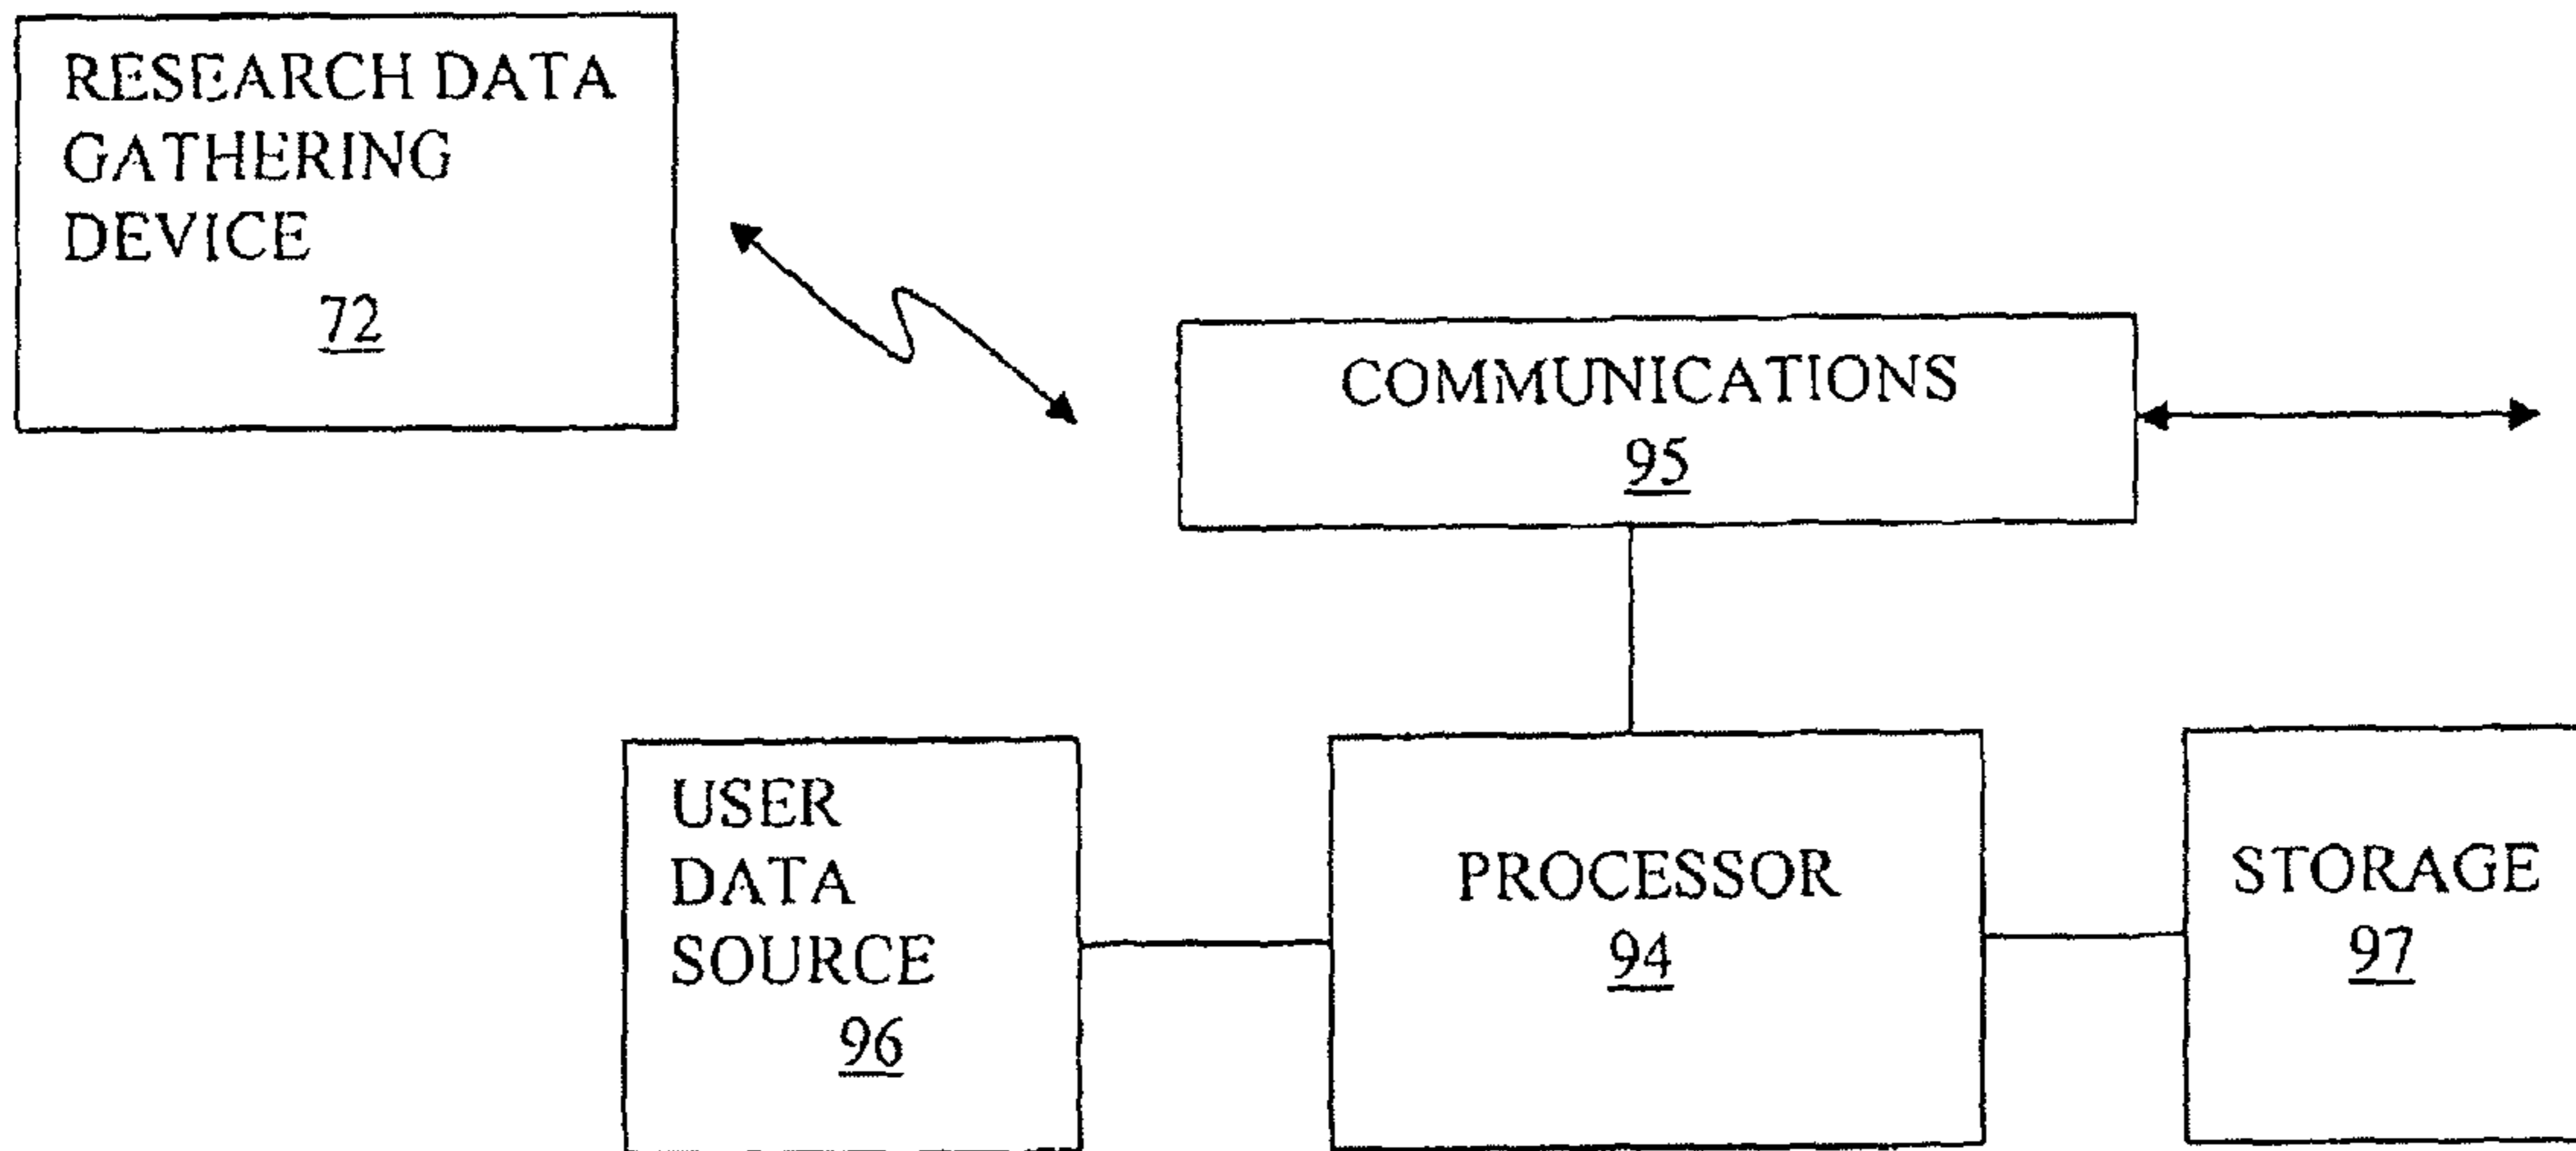 RESEARCH DATA
GATHERING
DEVICE
72
COMMUNICATIONS
95
USER
DATA
SOURCE
96
PROCESSOR
94
STORAGE
97